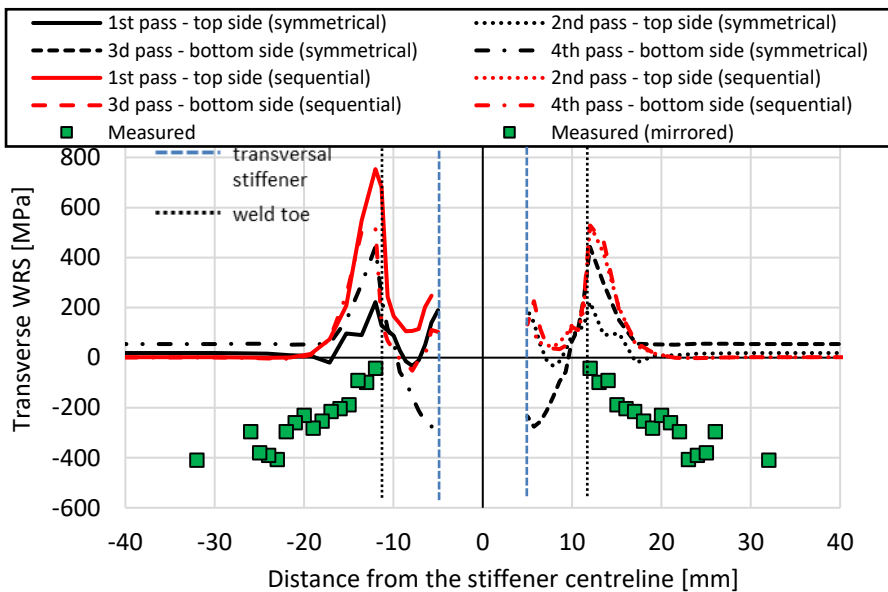 1st pass - top side (symmetrical)
2nd pass - top side (symmetrical)
3d pass - bottom side (symmetrical)
4th pass - bottom side (symmetrical)
1st pass - top side (sequential)
2nd pass - top side (sequential)
3d pass - bottom side (sequential)
4th pass - bottom side (sequential)
Measured
Measured (mirrored)
transversal
stiffener
weld toe
Transverse WRS [MPa]
800
600
400
200
0
-200
-400
-600
-40
-30
-20
-10
0
10
20
30
40
Distance from the stiffener centreline [mm]